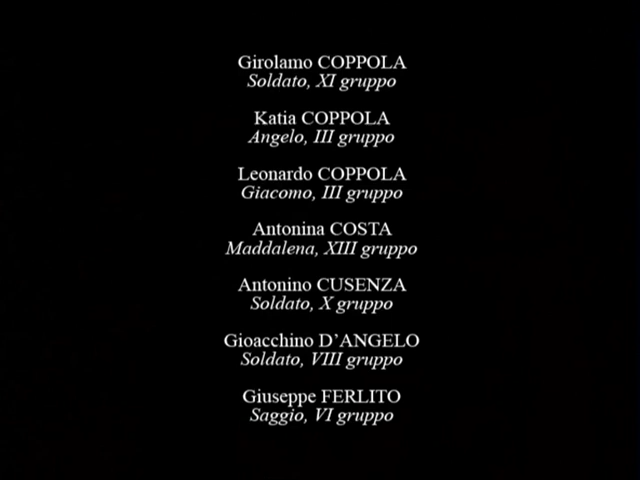 Girolamo COPPOLA
Soldato, XI gruppo
Katia COPPOLA
Angelo, III gruppo
Leonardo COPPOLA
Giacomo, III gruppo
Antonina COSTA
Maddalena, XIII gruppo
Antonino CUSENZA
Soldato, X gruppo
Gioacchino D’ANGELO
Soldato, VIII gruppo
Giuseppe FERLITO
Saggio, VI gruppo